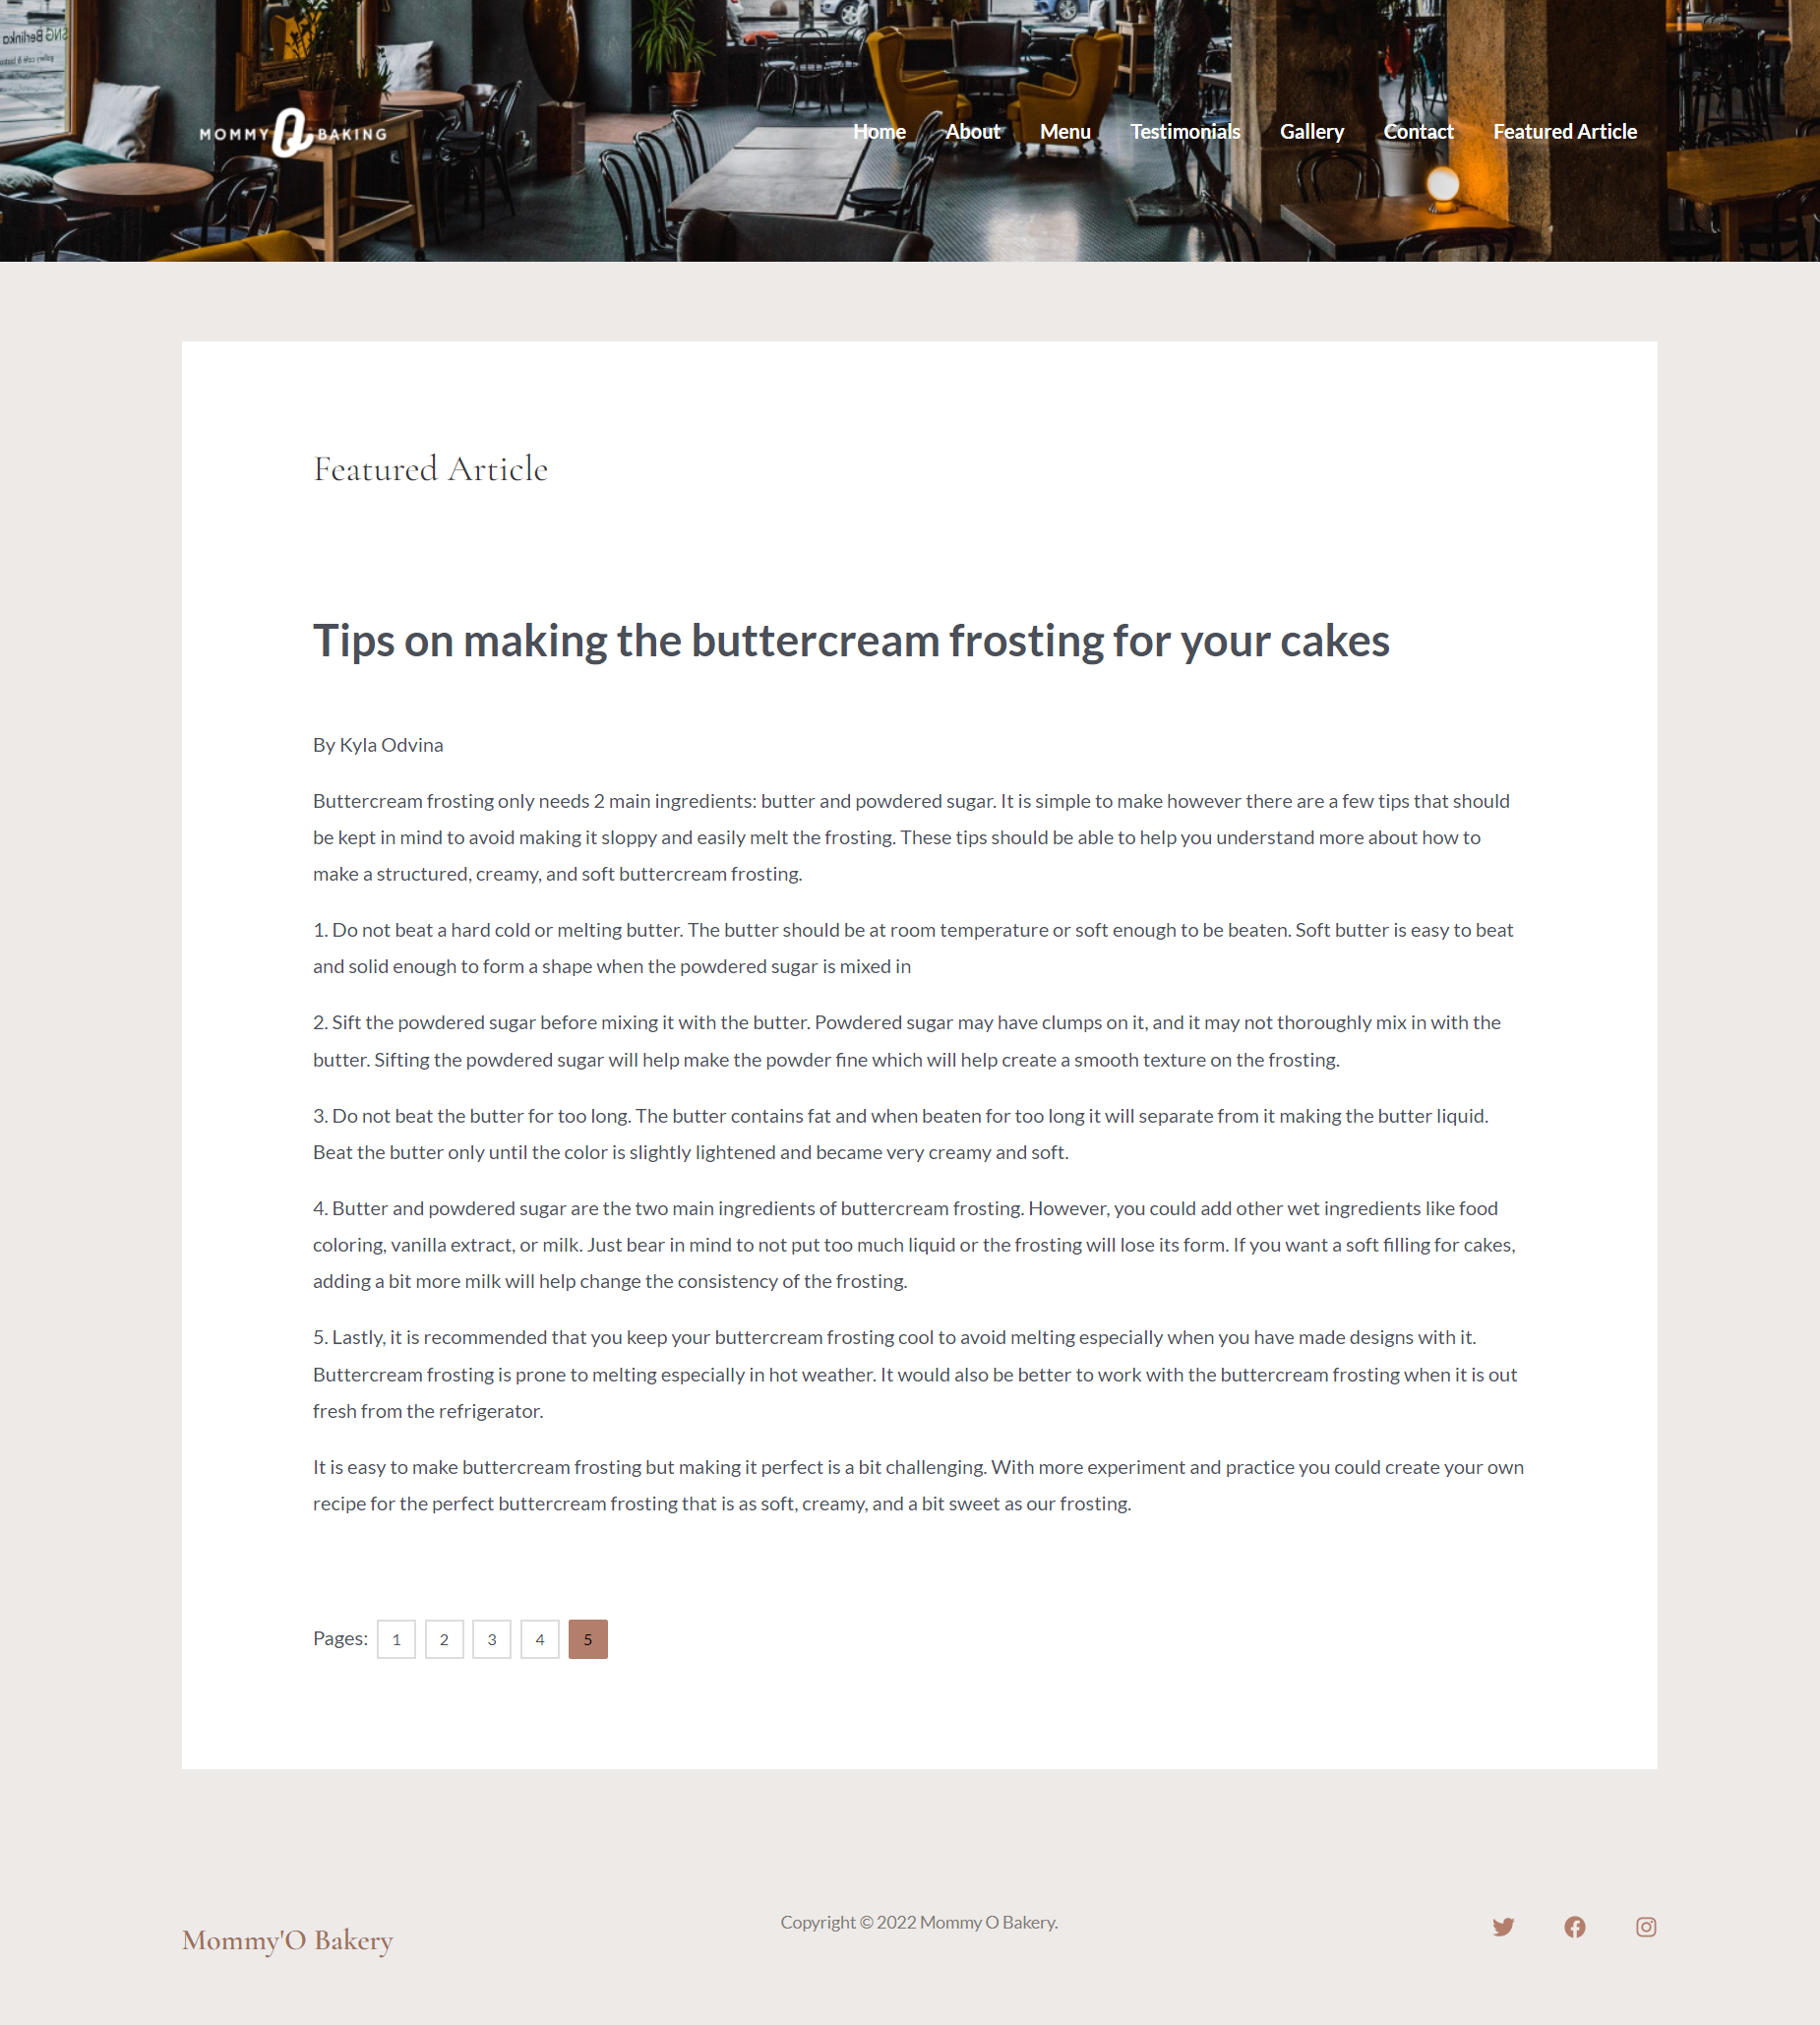 SNG Berlinka
gallery café & bistro
MOMMY O BAKING
Home About Menu Testimonials Gallery Contact Featured Article
Featured Article
Tips on making the buttercream frosting for your cakes
By Kyla Odvina
Buttercream frosting only needs 2 main ingredients: butter and powdered sugar. It is simple to make however there are a few tips that should
be kept in mind to avoid making it sloppy and easily melt the frosting. These tips should be able to help you understand more about how to
make a structured, creamy, and soft buttercream frosting.
1. Do not beat a hard cold or melting butter. The butter should be at room temperature or soft enough to be beaten. Soft butter is easy to beat
and solid enough to form a shape when the powdered sugar is mixed in
2. Sift the powdered sugar before mixing it with the butter. Powdered sugar may have clumps on it, and it may not thoroughly mix in with the
butter. Sifting the powdered sugar will help make the powder fine which will help create a smooth texture on the frosting.
3. Do not beat the butter for too long. The butter contains fat and when beaten for too long it will separate from it making the butter liquid.
Beat the butter only until the color is slightly lightened and became very creamy and soft.
4. Butter and powdered sugar are the two main ingredients of buttercream frosting. However, you could add other wet ingredients like food
coloring, vanilla extract, or milk. Just bear in mind to not put too much liquid or the frosting will lose its form. If you want a soft filling for cakes,
adding a bit more milk will help change the consistency of the frosting.
5. Lastly, it is recommended that you keep your buttercream frosting cool to avoid melting especially when you have made designs with it.
Buttercream frosting is prone to melting especially in hot weather. It would also be better to work with the buttercream frosting when it is out
fresh from the refrigerator.
It is easy to make buttercream frosting but making it perfect is a bit challenging. With more experiment and practice you could create your own
recipe for the perfect buttercream frosting that is as soft, creamy, and a bit sweet as our frosting.
Pages: 1 2 3 4 5
Mommy'O Bakery
Copyright © 2022 Mommy O Bakery.